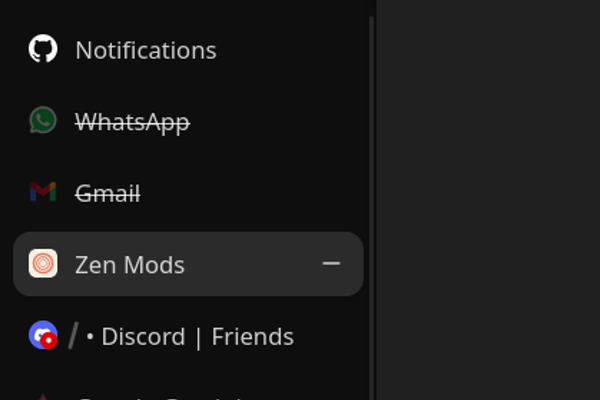 Notifications
WhatsApp
Gmail
Zen Mods
/ • Discord | Friends